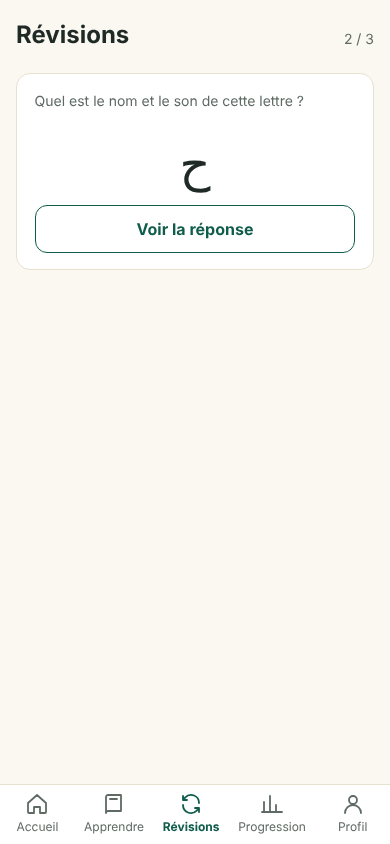 Révisions
2 / 3
Quel est le nom et le son de cette lettre ?
ح
Voir la réponse
Accueil
Apprendre
Révisions
Progression
Profil